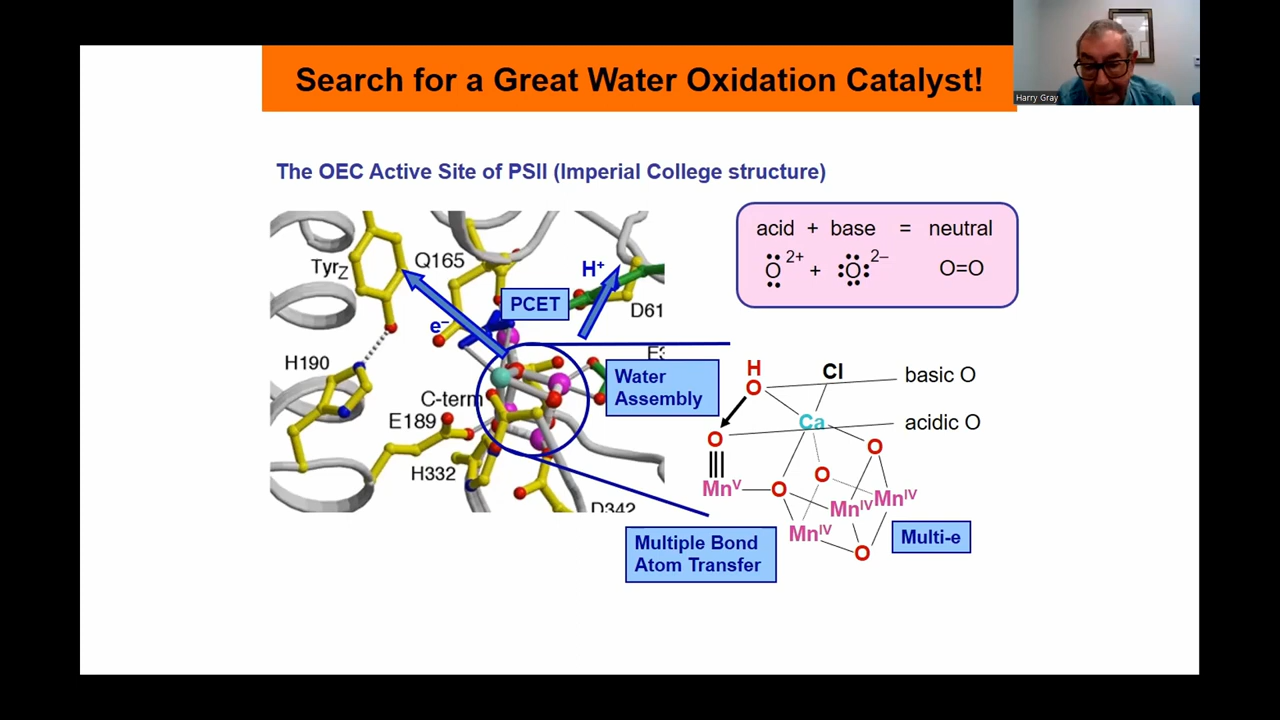 Search for a Great Water Oxidation Catalyst!
Harry Gray
The OEC Active Site of PSII (Imperial College structure)
Tyr_Z
Q165
H⁺
PCET
D61
e⁻
H190
C-term
E189
H332
D342
Water
Assembly
Multiple Bond
Atom Transfer
acid + base = neutral
O 2+ + O 2– O=O
H
O
Cl
basic O
Ca
acidic O
O
O
O
Mn^V
O
Mn^IV
Mn^IV
Mn^IV
O
Multi-e